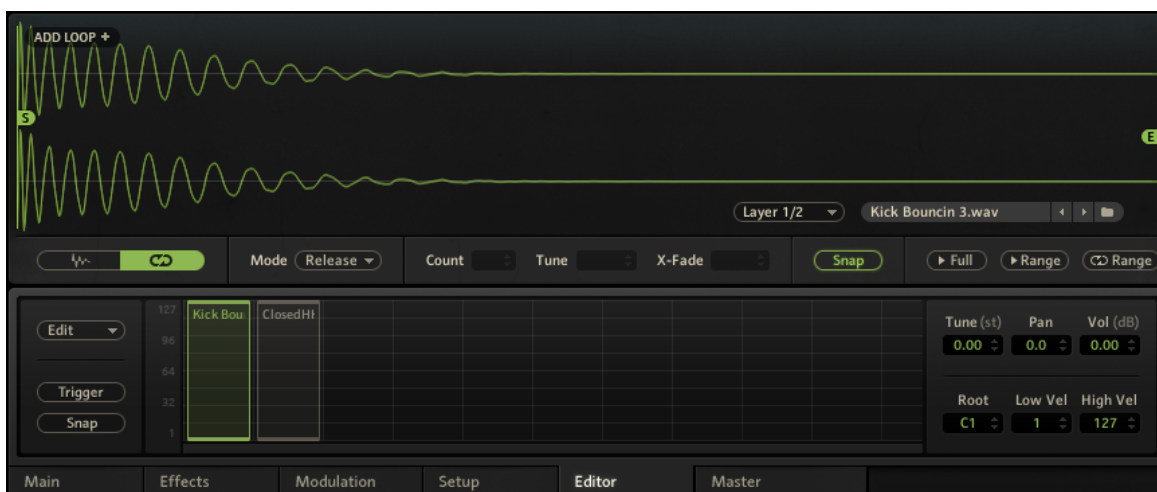 ADD LOOP +
S
E
Layer 1/2
Kick Bouncin 3.wav
Mode Release Count Tune X-Fade Snap Full Range Range
Edit
Trigger
Snap
127
96
64
32
1
Kick Bou
ClosedHH
Tune (st) Pan Vol (dB)
0.00 0.0 0.00
Root Low Vel High Vel
C1 1 127
Main Effects Modulation Setup Editor Master